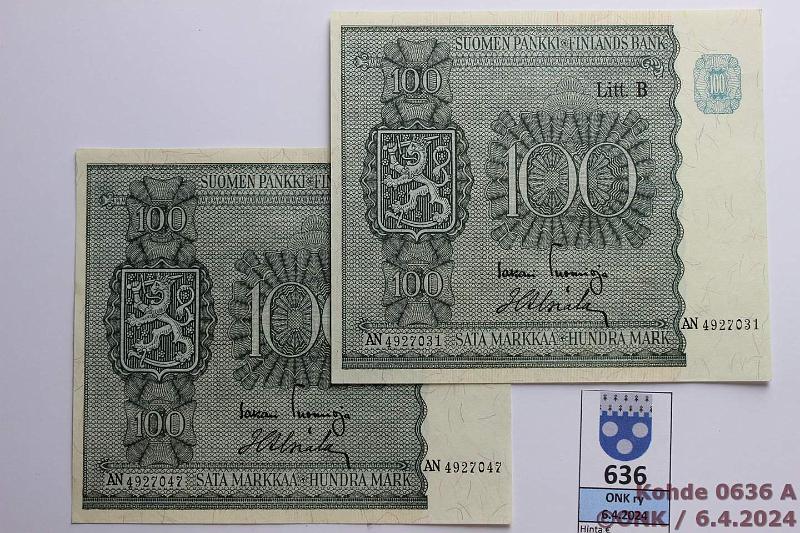 SUOMEN PANKKI FINLANDS BANK
100
100
Litt. B
100
100
AN 4927031
SATA MARKKAA HUNDRA MARK
AN 4927031
SUOMEN PANKKI
100
100
100
AN 4927047
SATA MARKKAA HUNDRA MARK
AN 4927047
636
ONK ry
6.4.2024
Hinta €
Kohde 0636 A
©ONK / 6.4.2024